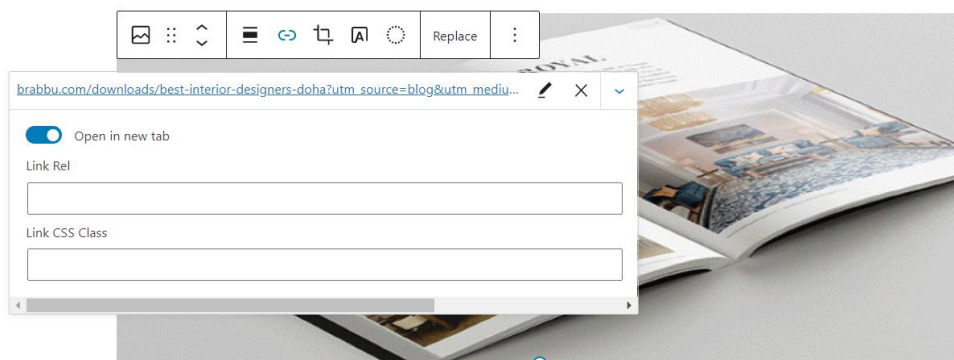 Replace
ROYAL
brabbu.com/downloads/best-interior-designers-doha?utm_source=blog&utm_mediu...
Open in new tab
Link Rel
Link CSS Class